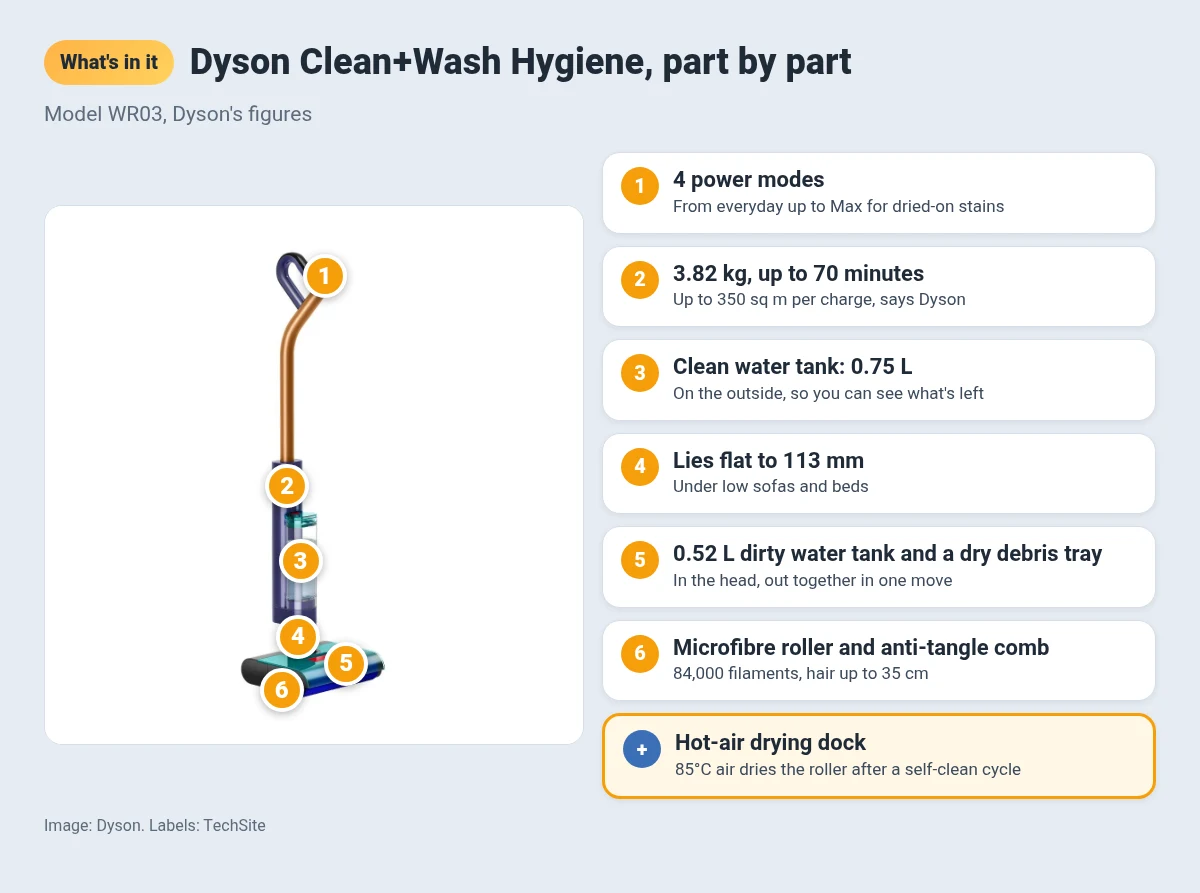 What's in it
Dyson Clean+Wash Hygiene, part by part
Model WR03, Dyson's figures
1
2
3
4
5
6
1
4 power modes
From everyday up to Max for dried-on stains
2
3.82 kg, up to 70 minutes
Up to 350 sq m per charge, says Dyson
3
Clean water tank: 0.75 L
On the outside, so you can see what's left
4
Lies flat to 113 mm
Under low sofas and beds
5
0.52 L dirty water tank and a dry debris tray
In the head, out together in one move
6
Microfibre roller and anti-tangle comb
84,000 filaments, hair up to 35 cm
+
Hot-air drying dock
85°C air dries the roller after a self-clean cycle
Image: Dyson. Labels: TechSite